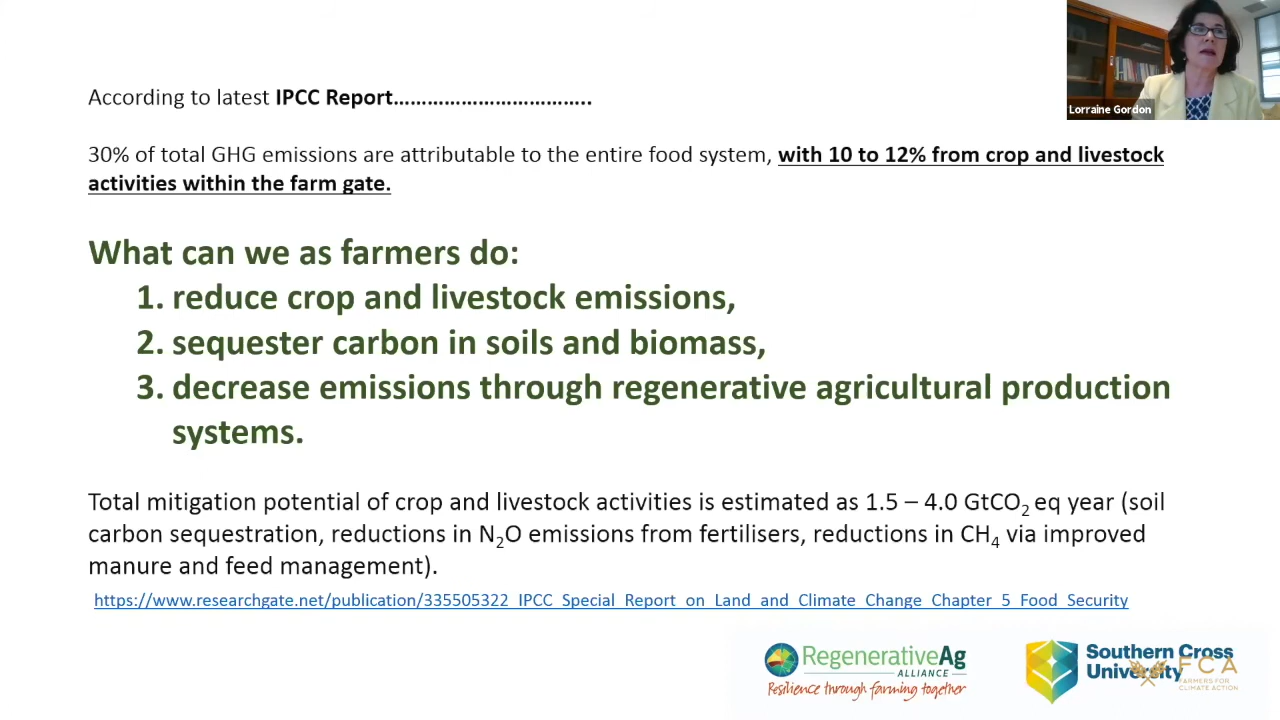 Lorraine Gordon
According to latest IPCC Report………………………………..
30% of total GHG emissions are attributable to the entire food system, with 10 to 12% from crop and livestock
activities within the farm gate.
What can we as farmers do:
1. reduce crop and livestock emissions,
2. sequester carbon in soils and biomass,
3. decrease emissions through regenerative agricultural production
systems.
Total mitigation potential of crop and livestock activities is estimated as 1.5 – 4.0 GtCO₂ eq year (soil
carbon sequestration, reductions in N₂O emissions from fertilisers, reductions in CH₄ via improved
manure and feed management).
https://www.researchgate.net/publication/335505322_IPCC_Special_Report_on_Land_and_Climate_Change_Chapter_5_Food_Security
RegenerativeAg
ALLIANCE
Resilience through farming together
Southern Cross
University
FCA
FARMERS FOR
CLIMATE ACTION